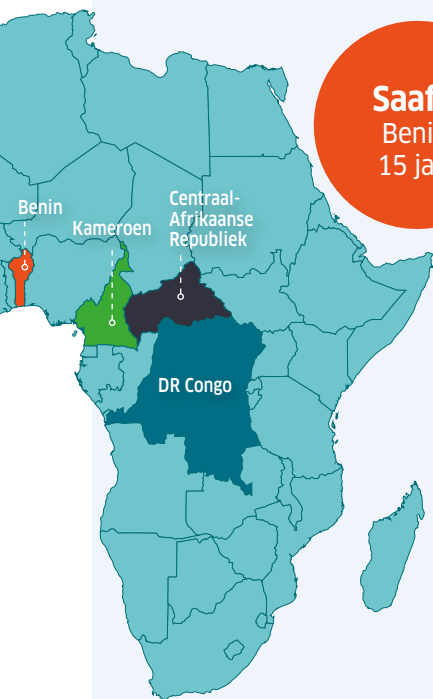 Saaf
Beni
15 ja
Benin
Kameroen
Centraal-
Afrikaanse
Republiek
DR Congo